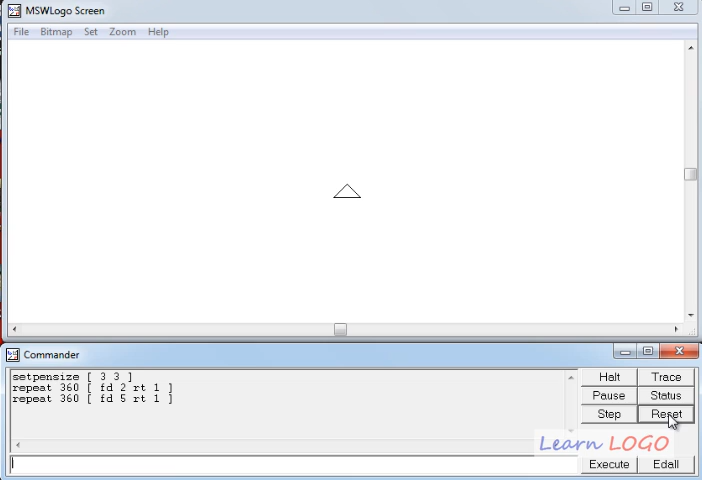 MSWLogo Screen
File Bitmap Set Zoom Help
Commander
setpensize [ 3 3 ]
repeat 360 [ fd 2 rt 1 ]
repeat 360 [ fd 5 rt 1 ]
Halt Trace
Pause Status
Step Reset
Learn LOGO
Execute Edall